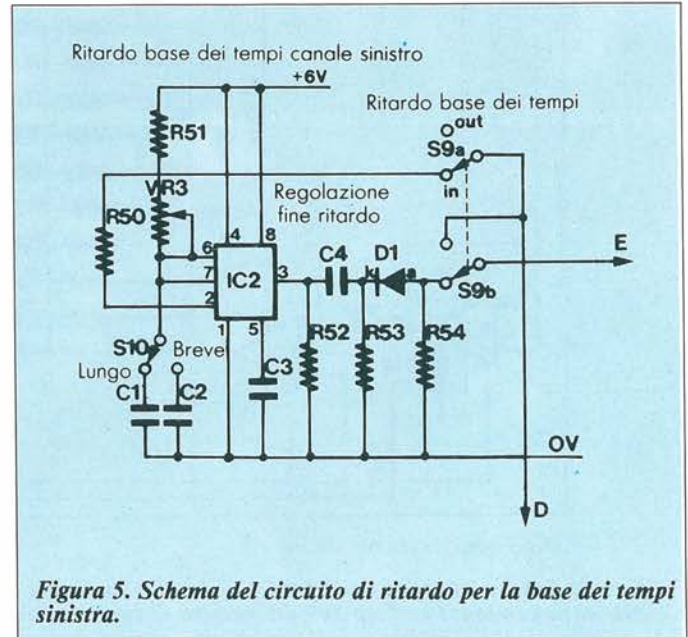 Ritardo base dei tempi canale sinistro
+6V
Ritardo base dei tempi
out
S9a
in
R51
VR3
R50
Regolazione
fine ritardo
4
8
6
7
2
IC2
3
1
5
C4
D1
k
a
S9b
E
S10
Breve
Lungo
C1
C2
C3
R52
R53
R54
0V
D
Figura 5. Schema del circuito di ritardo per la base dei tempi
sinistra.